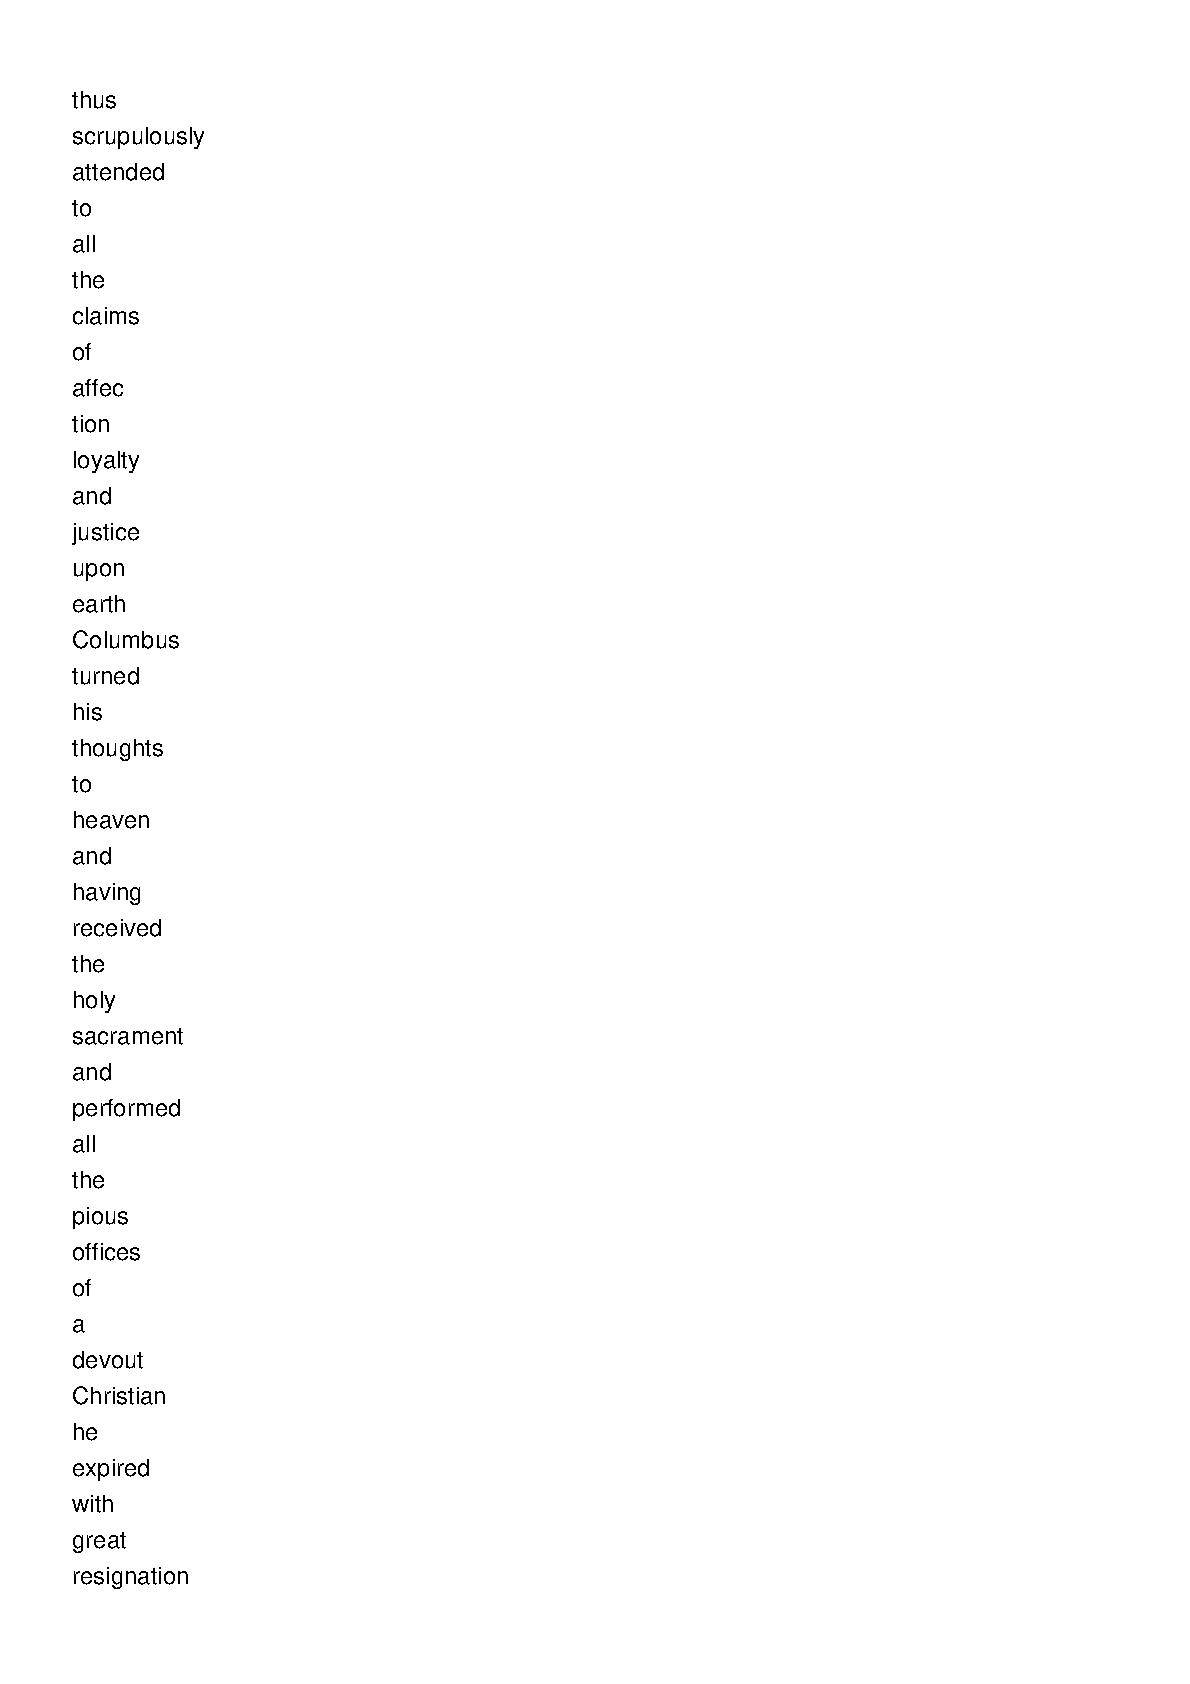 thus
scrupulously
attended
to
all
the
claims
of
affec
tion
loyalty
and
justice
upon
earth
Columbus
turned
his
thoughts
to
heaven
and
having
received
the
holy
sacrament
and
performed
all
the
pious
offices
of
a
devout
Christian
he
expired
with
great
resignation